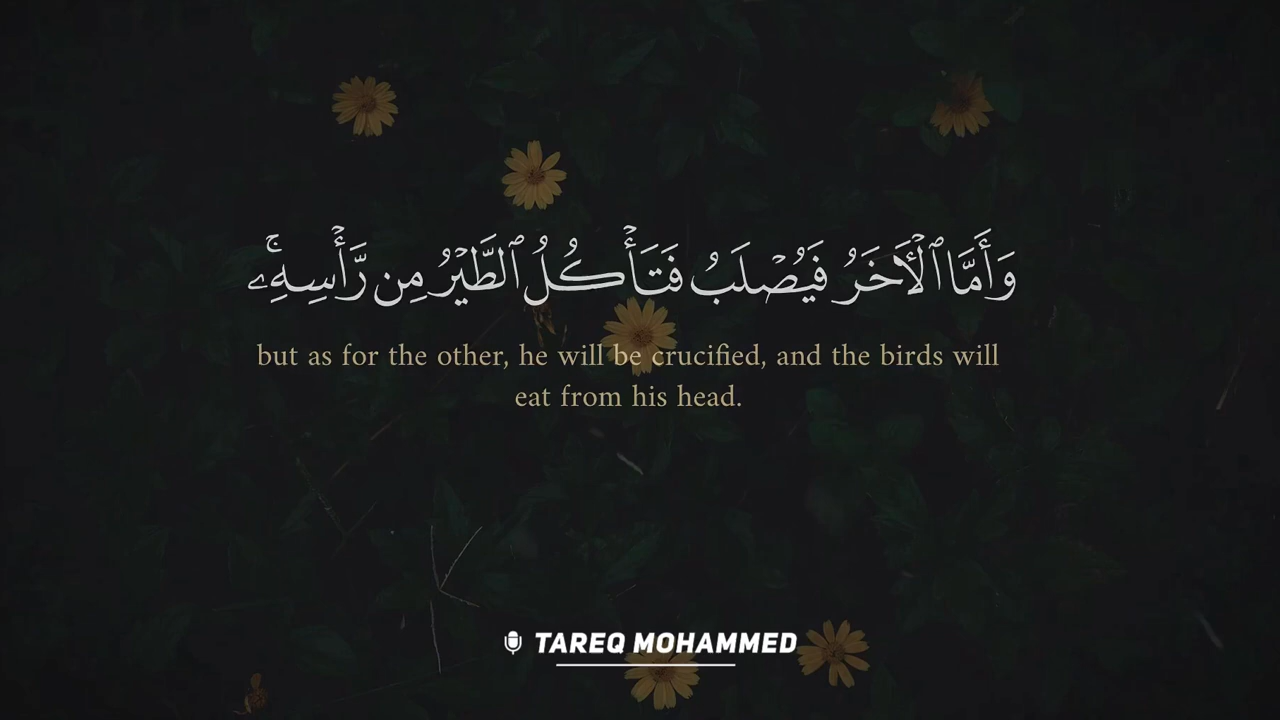 وَأَمَّا ٱلْأَخَرُ فَيُصْلَبُ فَتَأْكُلُ ٱلطَّيْرُ مِن رَّأْسِهِۦۚ
but as for the other, he will be crucified, and the birds will
eat from his head.
TAREQ MOHAMMED